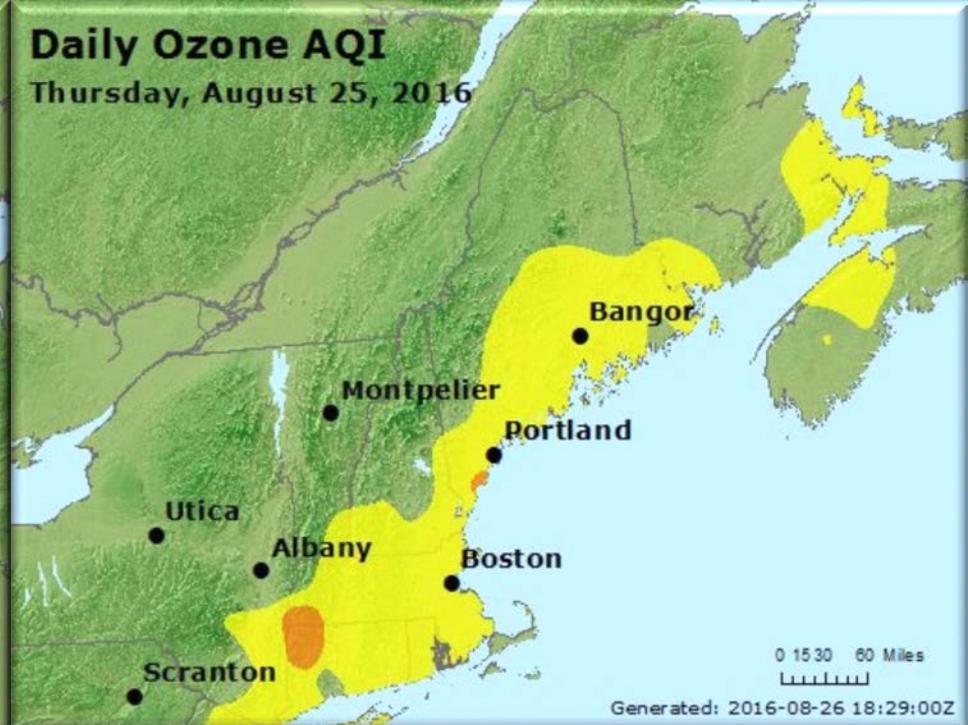 Daily Ozone AQI
Thursday, August 25, 2016
Bangor
Montpelier
Portland
Utica
Albany
Boston
Scranton
0 15 30 60 Miles
Generated: 2016-08-26 18:29:00Z